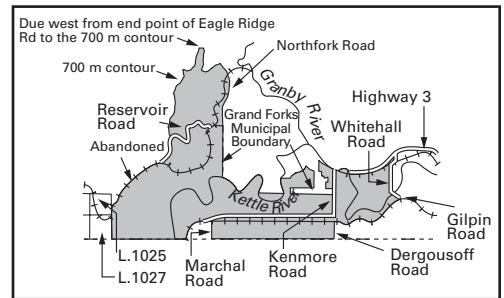 Due west from end point of Eagle Ridge
Rd to the 700 m contour
Northfork Road
700 m contour
Granby River
Highway 3
Reservoir
Road
Grand Forks
Municipal
Boundary
Whitehall
Road
Abandoned
Kettle River
Gilpin
Road
L.1025
L.1027
Marchal
Road
Kenmore
Road
Dergousoff
Road